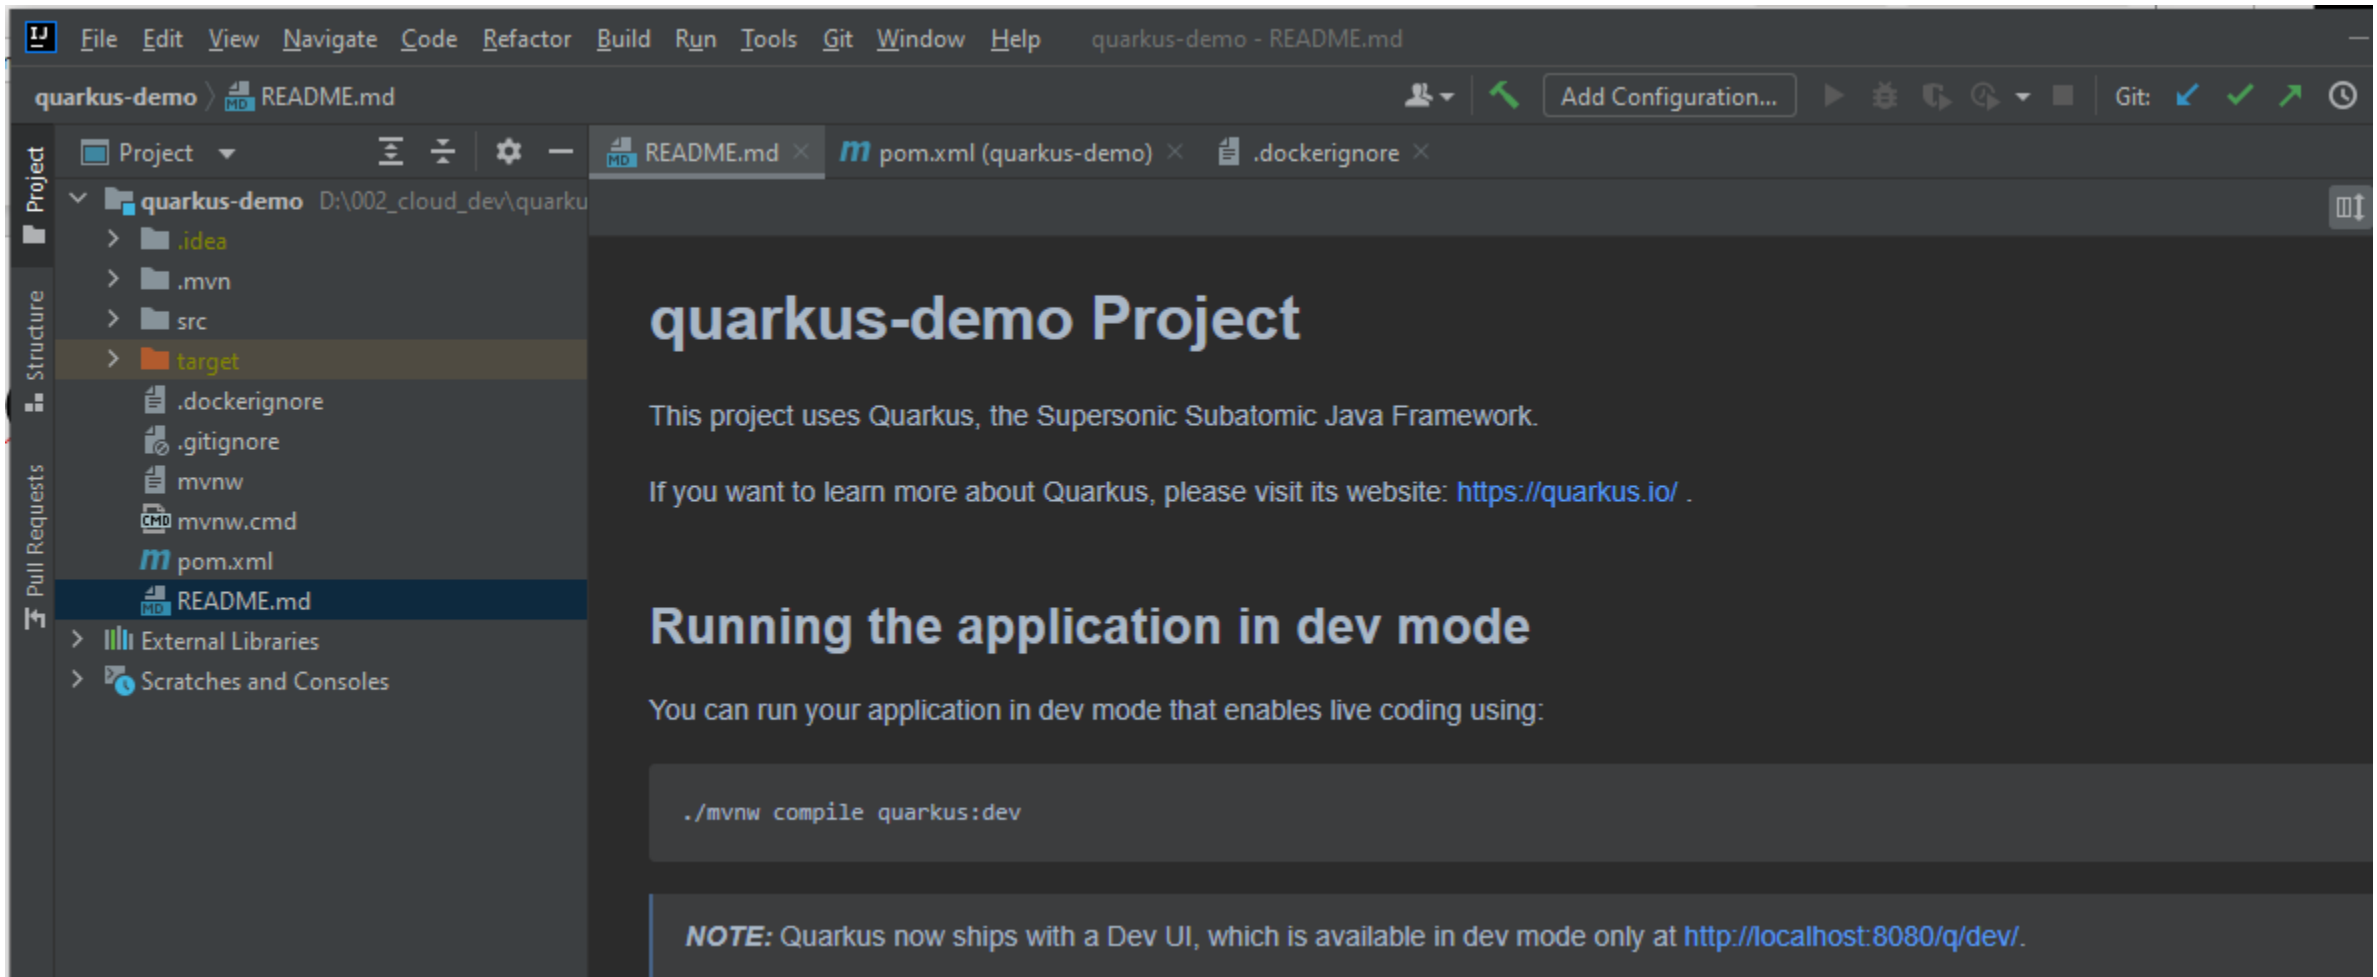 IJ File Edit View Navigate Code Refactor Build Run Tools Git Window Help quarkus-demo - README.md
quarkus-demo README.md Add Configuration... Git:
Project README.md pom.xml (quarkus-demo) .dockerignore
Project
Structure
Pull Requests
quarkus-demo D:\002_cloud_dev\quarku
.idea
.mvn
src
target
.dockerignore
.gitignore
mvnw
mvnw.cmd
pom.xml
README.md
External Libraries
Scratches and Consoles
quarkus-demo Project
This project uses Quarkus, the Supersonic Subatomic Java Framework.
If you want to learn more about Quarkus, please visit its website: https://quarkus.io/ .
Running the application in dev mode
You can run your application in dev mode that enables live coding using:
./mvnw compile quarkus:dev
NOTE: Quarkus now ships with a Dev UI, which is available in dev mode only at http://localhost:8080/q/dev/.